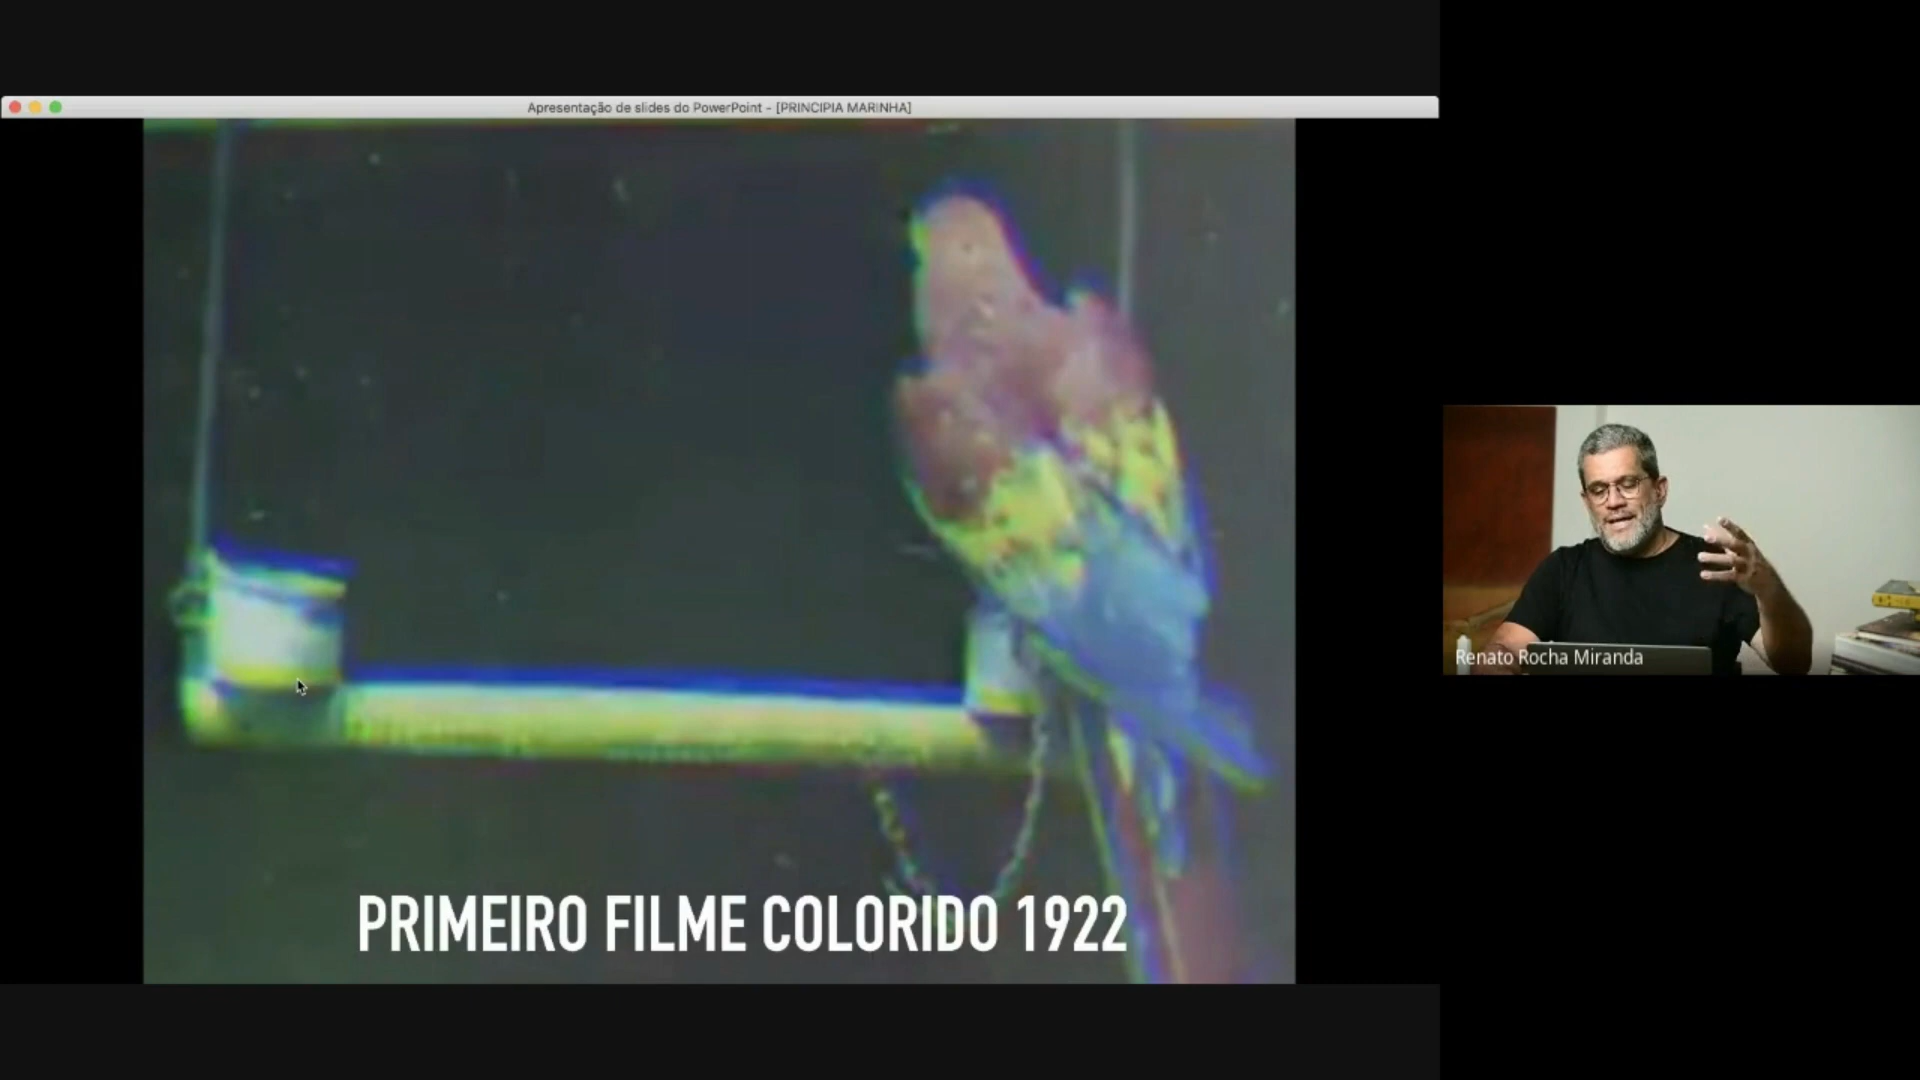 Apresentação de slides do PowerPoint - [PRINCIPIA MARINHA]
PRIMEIRO FILME COLORIDO 1922
Renato Rocha Miranda